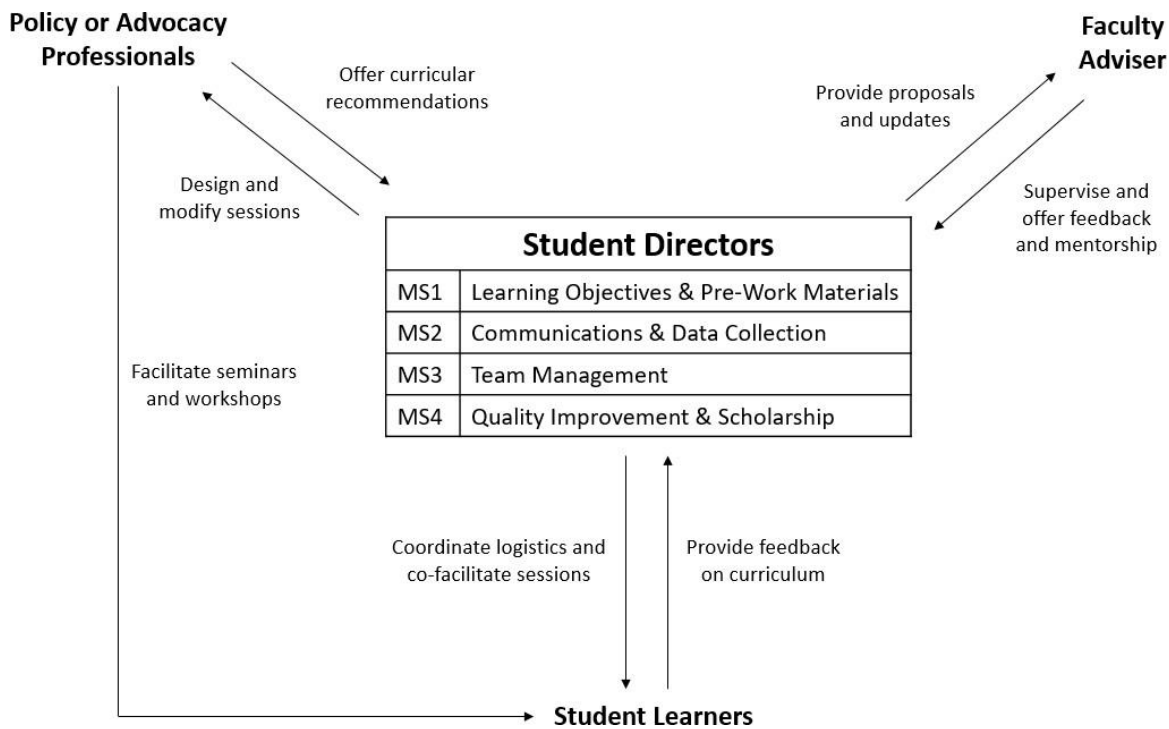 Policy or Advocacy
Professionals
Faculty
Adviser
Offer curricular
recommendations
Provide proposals
and updates
Design and
modify sessions
Supervise and
offer feedback
and mentorship
Student Directors
MS1 Learning Objectives & Pre-Work Materials
MS2 Communications & Data Collection
MS3 Team Management
MS4 Quality Improvement & Scholarship
Facilitate seminars
and workshops
Coordinate logistics and
co-facilitate sessions
Provide feedback
on curriculum
Student Learners